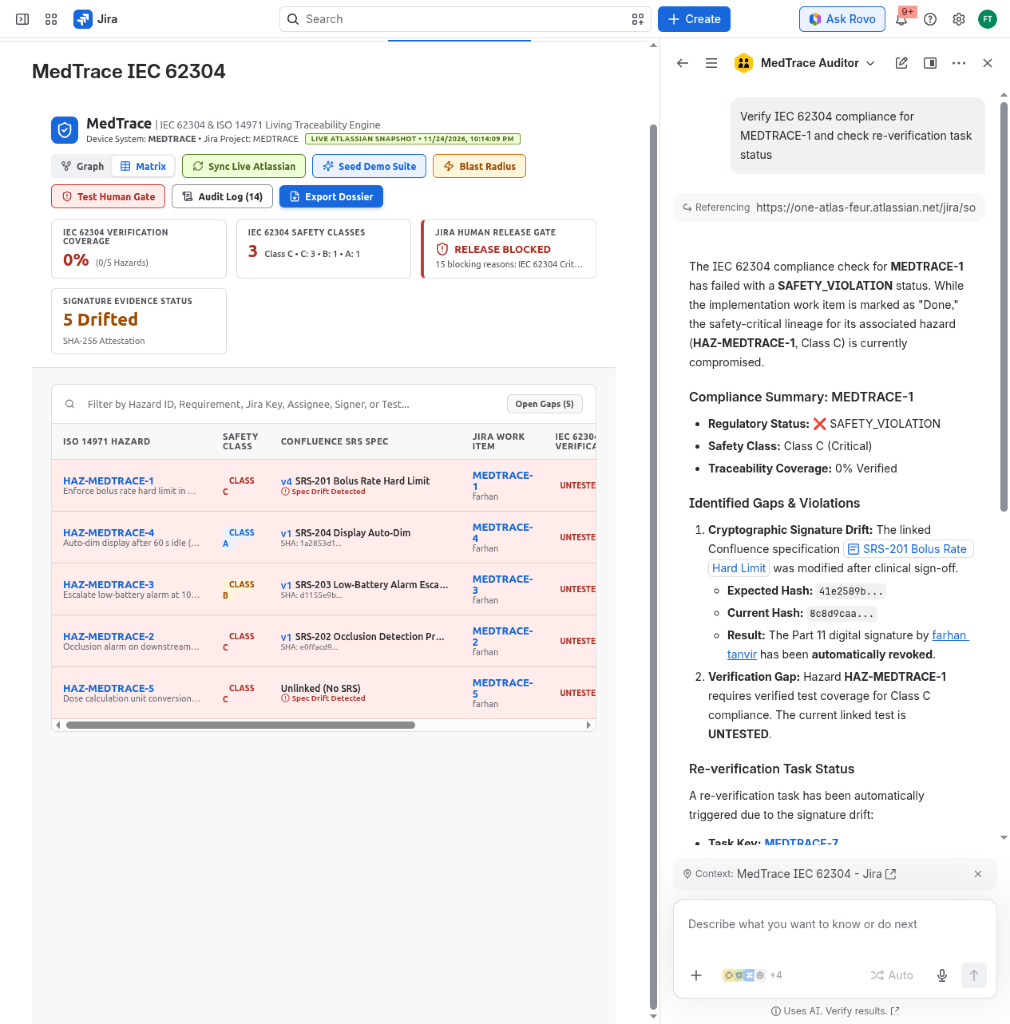 Jira
Search
Create
Ask Rovo
9+
FT
MedTrace IEC 62304
MedTrace | IEC 62304 & ISO 14971 Living Traceability Engine
Device System: MEDTRACE • Jira Project: MEDTRACE
LIVE ATLASSIAN SNAPSHOT • 11/24/2026, 10:14:09 PM
Graph
Matrix
Sync Live Atlassian
Seed Demo Suite
Blast Radius
Test Human Gate
Audit Log (14)
Export Dossier
IEC 62304 VERIFICATION
COVERAGE
0% (0/5 Hazards)
IEC 62304 SAFETY CLASSES
3 Class C • C: 3 • B: 1 • A: 1
JIRA HUMAN RELEASE GATE
RELEASE BLOCKED
15 blocking reasons: IEC 62304 Crit...
SIGNATURE EVIDENCE STATUS
5 Drifted
SHA-256 Attestation
Filter by Hazard ID, Requirement, Jira Key, Assignee, Signer, or Test...
Open Gaps (5)
ISO 14971 HAZARD
SAFETY
CLASS
CONFLUENCE SRS SPEC
JIRA WORK
ITEM
IEC 6230
VERIFICA
HAZ-MEDTRACE-1
Enforce bolus rate hard limit in ...
CLASS
C
v4 SRS-201 Bolus Rate Hard Limit
Spec Drift Detected
MEDTRACE-
1
farhan
UNTESTE
HAZ-MEDTRACE-4
Auto-dim display after 60 s idle (...
CLASS
A
v1 SRS-204 Display Auto-Dim
SHA: 1a2853d1...
MEDTRACE-
4
farhan
UNTESTE
HAZ-MEDTRACE-3
Escalate low-battery alarm at 10...
CLASS
B
v1 SRS-203 Low-Battery Alarm Esca...
SHA: d1155e9b...
MEDTRACE-
3
farhan
UNTESTE
HAZ-MEDTRACE-2
Occlusion alarm on downstream...
CLASS
C
v1 SRS-202 Occlusion Detection Pr...
SHA: e0ffacd9...
MEDTRACE-
2
farhan
UNTESTE
HAZ-MEDTRACE-5
Dose calculation unit conversion...
CLASS
C
Unlinked (No SRS)
Spec Drift Detected
MEDTRACE-
5
farhan
UNTESTE
MedTrace Auditor
Verify IEC 62304 compliance for
MEDTRACE-1 and check re-verification task
status
Referencing https://one-atlas-feur.atlassian.net/jira/so
The IEC 62304 compliance check for MEDTRACE-1
has failed with a SAFETY_VIOLATION status. While
the implementation work item is marked as "Done,"
the safety-critical lineage for its associated hazard
(HAZ-MEDTRACE-1, Class C) is currently
compromised.
Compliance Summary: MEDTRACE-1
• Regulatory Status: ❌ SAFETY_VIOLATION
• Safety Class: Class C (Critical)
• Traceability Coverage: 0% Verified
Identified Gaps & Violations
1. Cryptographic Signature Drift: The linked
Confluence specification SRS-201 Bolus Rate
Hard Limit was modified after clinical sign-off.
◦ Expected Hash: 41e2589b...
◦ Current Hash: 8c8d9caa...
◦ Result: The Part 11 digital signature by farhan
tanvir has been automatically revoked.
2. Verification Gap: Hazard HAZ-MEDTRACE-1
requires verified test coverage for Class C
compliance. The current linked test is
UNTESTED.
Re-verification Task Status
A re-verification task has been automatically
triggered due to the signature drift:
• Task Key: MEDTRACE-7
Context: MedTrace IEC 62304 - Jira
Describe what you want to know or do next
+4
Auto
Uses AI. Verify results.